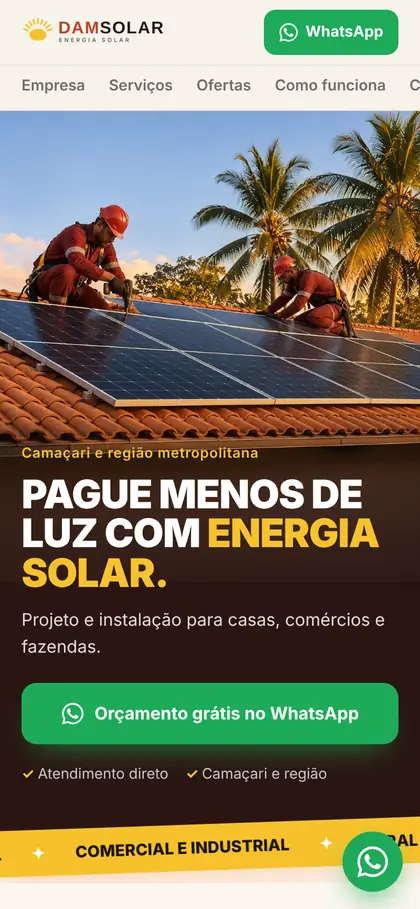 DAMSOLAR
ENERGIA SOLAR
WhatsApp
Empresa Serviços Ofertas Como funciona C
Camaçari e região metropolitana
PAGUE MENOS DE
LUZ COM ENERGIA
SOLAR.
Projeto e instalação para casas, comércios e
fazendas.
Orçamento grátis no WhatsApp
✓ Atendimento direto ✓ Camaçari e região
✦ COMERCIAL E INDUSTRIAL ✦